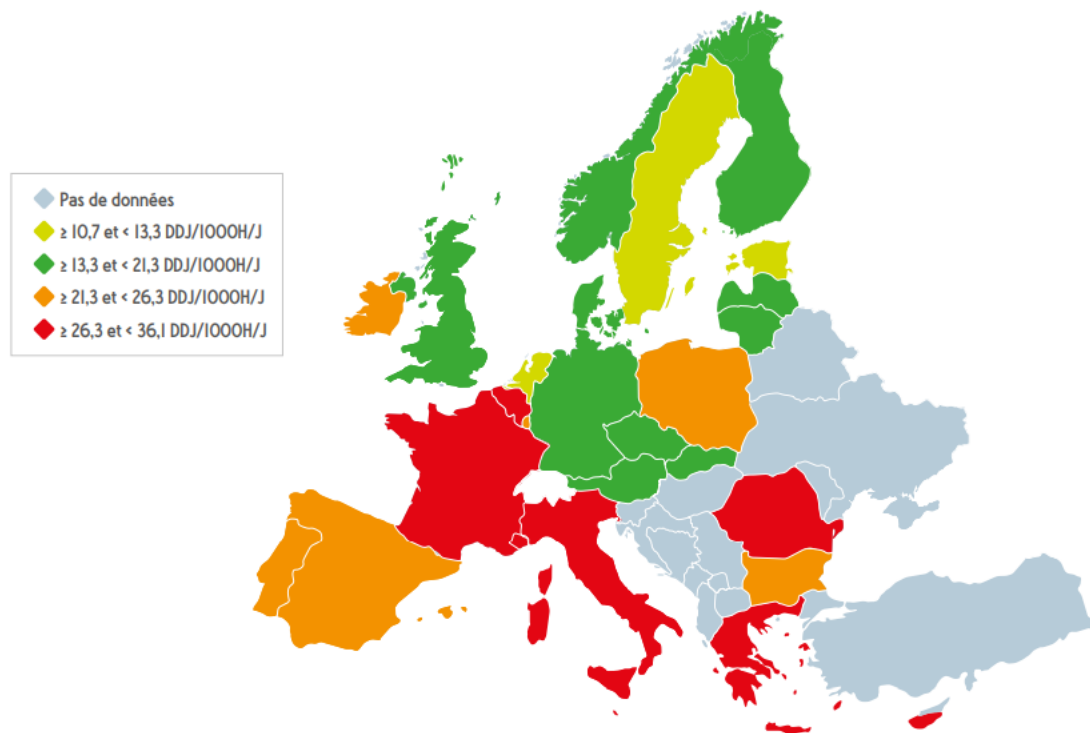 Pas de données
≥ 10,7 et < 13,3 DDJ/1000H/J
≥ 13,3 et < 21,3 DDJ/1000H/J
≥ 21,3 et < 26,3 DDJ/1000H/J
≥ 26,3 et < 36,1 DDJ/1000H/J